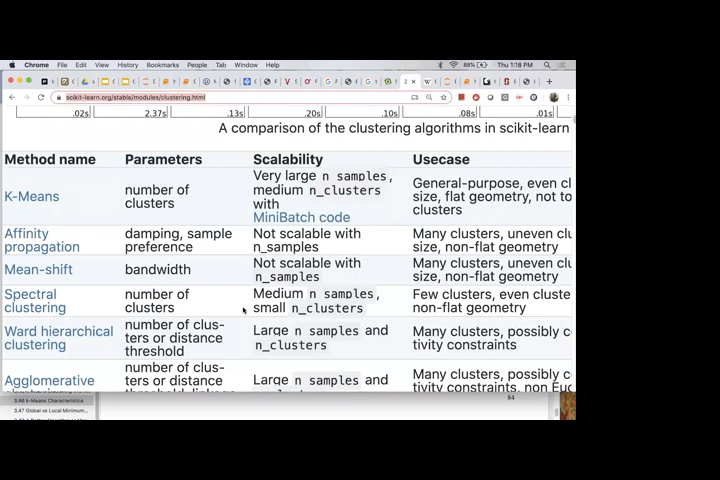 Chrome File Edit View History Bookmarks People Tab Window Help
88% Thu 1:18 PM
scikit-learn.org/stable/modules/clustering.html
.02s 2.37s .13s .20s .10s .08s .01s
A comparison of the clustering algorithms in scikit-learn
Method name Parameters Scalability Usecase
K-Means
number of
clusters
Very large n_samples,
medium n_clusters
with
MiniBatch code
General-purpose, even cl
size, flat geometry, not to
clusters
Affinity
propagation
damping, sample
preference
Not scalable with
n_samples
Many clusters, uneven clu
size, non-flat geometry
Mean-shift
bandwidth
Not scalable with
n_samples
Many clusters, uneven clu
size, non-flat geometry
Spectral
clustering
number of
clusters
Medium n_samples,
small n_clusters
Few clusters, even cluste
non-flat geometry
Ward hierarchical
clustering
number of clus-
ters or distance
threshold
Large n_samples and
n_clusters
Many clusters, possibly c
tivity constraints
Agglomerative
number of clus-
ters or distance
Large n_samples and
Many clusters, possibly c
tivity constraints, non Euc
3.46 k-Means Characteristics
3.47 Global vs Local Minimum...
84